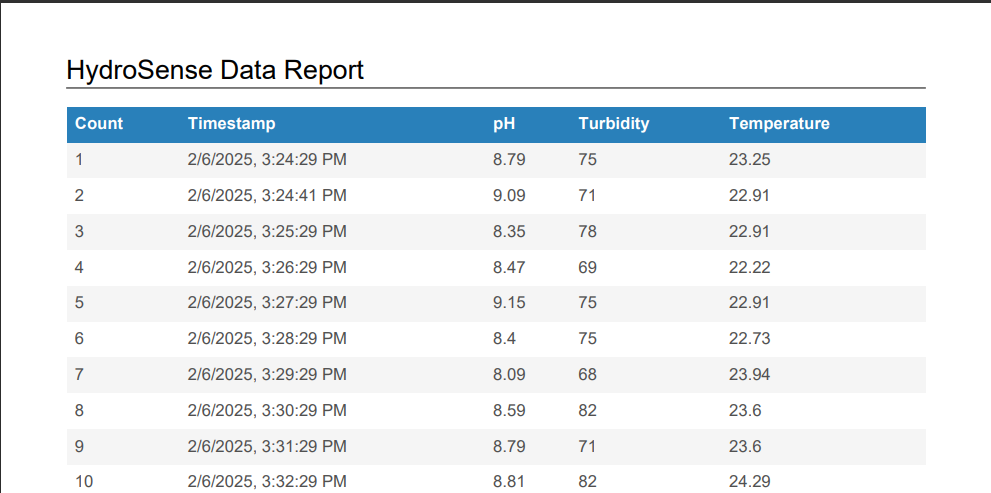 HydroSense Data Report
Count Timestamp pH Turbidity Temperature
1 2/6/2025, 3:24:29 PM 8.79 75 23.25
2 2/6/2025, 3:24:41 PM 9.09 71 22.91
3 2/6/2025, 3:25:29 PM 8.35 78 22.91
4 2/6/2025, 3:26:29 PM 8.47 69 22.22
5 2/6/2025, 3:27:29 PM 9.15 75 22.91
6 2/6/2025, 3:28:29 PM 8.4 75 22.73
7 2/6/2025, 3:29:29 PM 8.09 68 23.94
8 2/6/2025, 3:30:29 PM 8.59 82 23.6
9 2/6/2025, 3:31:29 PM 8.79 71 23.6
10 2/6/2025, 3:32:29 PM 8.81 82 24.29